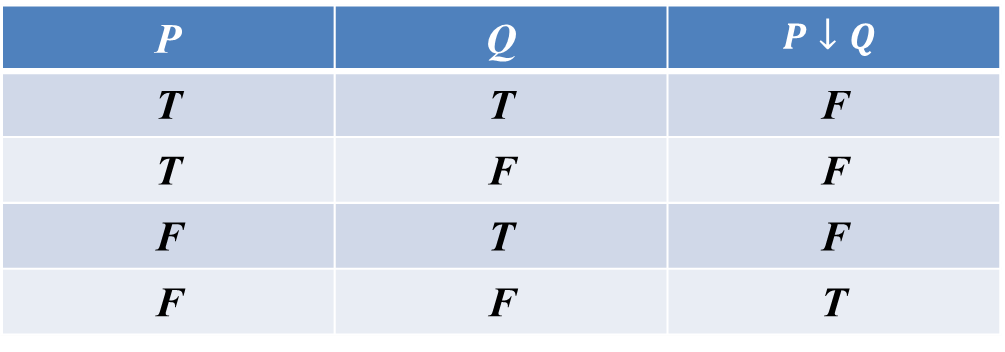 P Q P ↓ Q
T T F
T F F
F T F
F F T